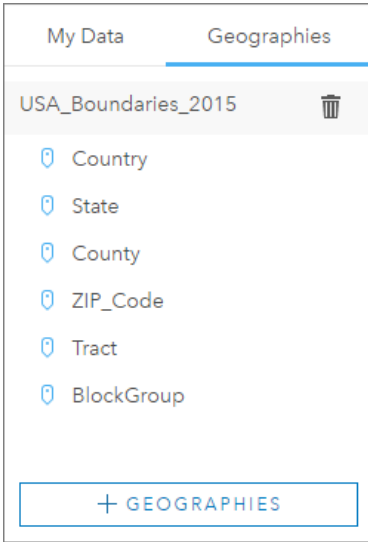 My Data
Geographies
USA_Boundaries_2015
Country
State
County
ZIP_Code
Tract
BlockGroup
+ GEOGRAPHIES